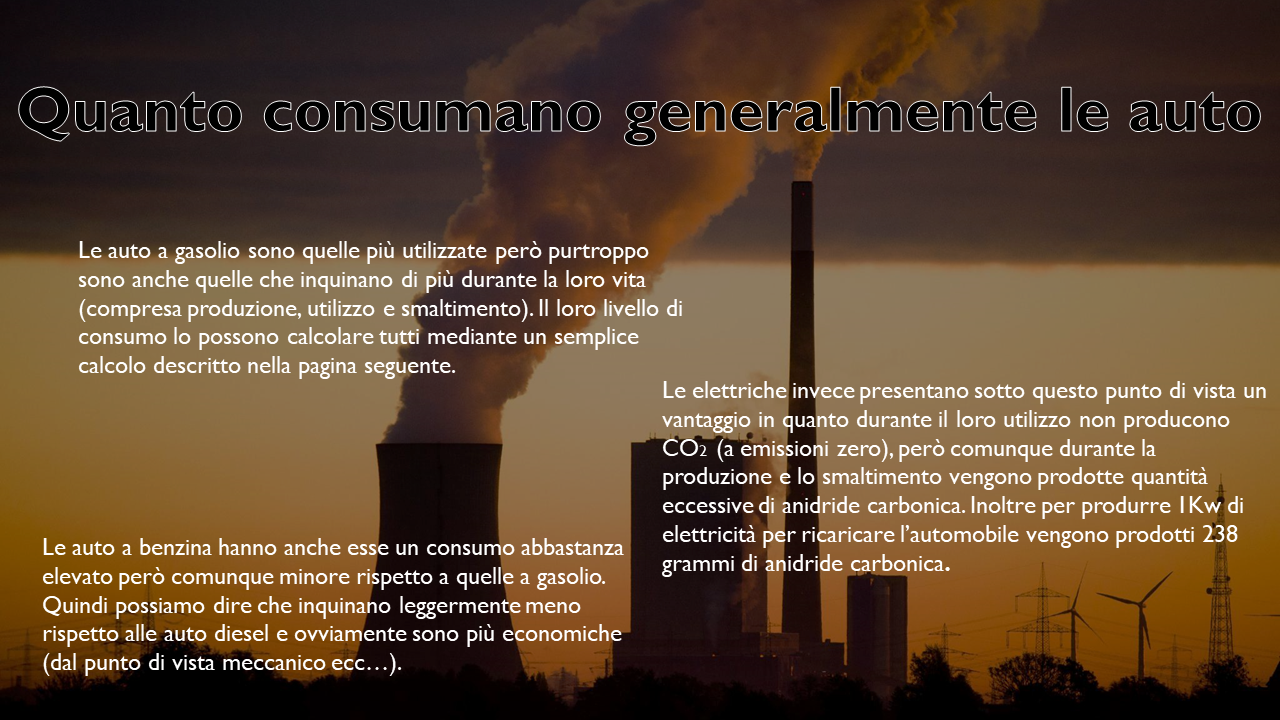 Quanto consumano generalmente le auto
Le auto a gasolio sono quelle più utilizzate però purtroppo
sono anche quelle che inquinano di più durante la loro vita
(compresa produzione, utilizzo e smaltimento). Il loro livello di
consumo lo possono calcolare tutti mediante un semplice
calcolo descritto nella pagina seguente.
Le elettriche invece presentano sotto questo punto di vista un
vantaggio in quanto durante il loro utilizzo non producono
CO2 (a emissioni zero), però comunque durante la
produzione e lo smaltimento vengono prodotte quantità
eccessive di anidride carbonica. Inoltre per produrre 1Kw di
elettricità per ricaricare l’automobile vengono prodotti 238
grammi di anidride carbonica.
Le auto a benzina hanno anche esse un consumo abbastanza
elevato però comunque minore rispetto a quelle a gasolio.
Quindi possiamo dire che inquinano leggermente meno
rispetto alle auto diesel e ovviamente sono più economiche
(dal punto di vista meccanico ecc…).